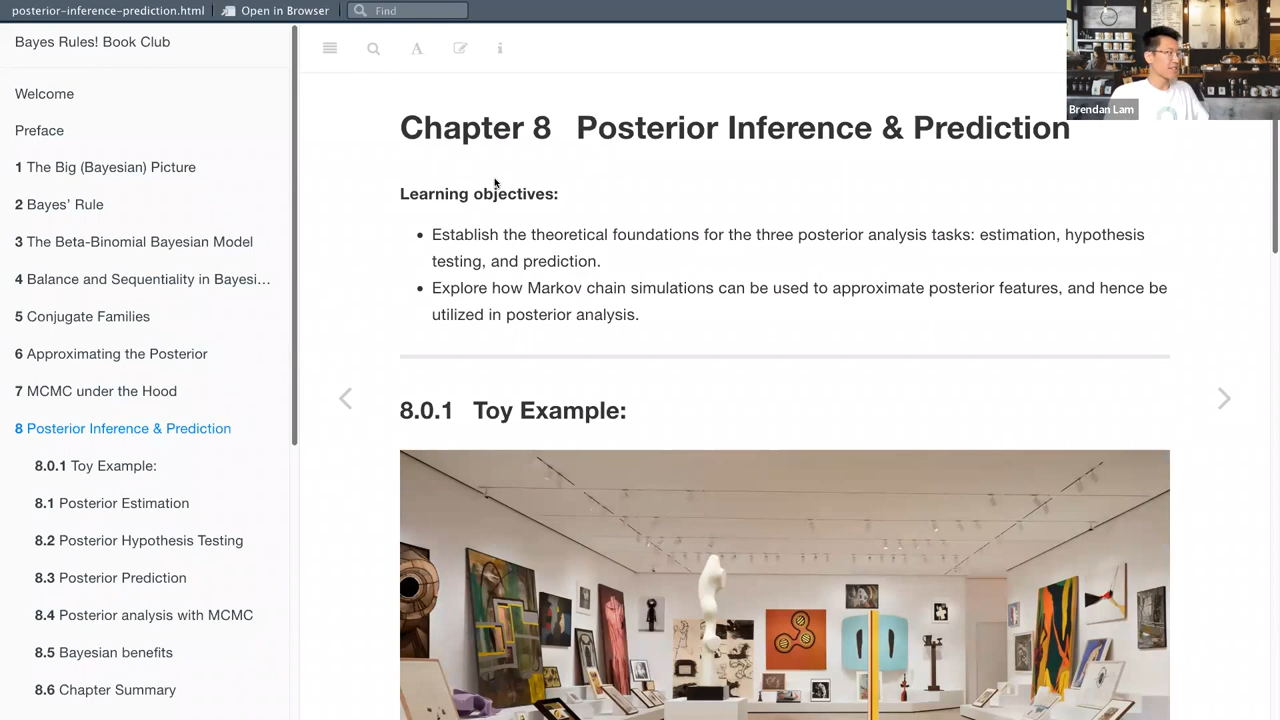 posterior-inference-prediction.html
Open in Browser
Find
Bayes Rules! Book Club
Welcome
Preface
1 The Big (Bayesian) Picture
2 Bayes’ Rule
3 The Beta-Binomial Bayesian Model
4 Balance and Sequentiality in Bayesi…
5 Conjugate Families
6 Approximating the Posterior
7 MCMC under the Hood
8 Posterior Inference & Prediction
8.0.1 Toy Example:
8.1 Posterior Estimation
8.2 Posterior Hypothesis Testing
8.3 Posterior Prediction
8.4 Posterior analysis with MCMC
8.5 Bayesian benefits
8.6 Chapter Summary
Brendan Lam
Chapter 8 Posterior Inference & Prediction
Learning objectives:
• Establish the theoretical foundations for the three posterior analysis tasks: estimation, hypothesis
testing, and prediction.
• Explore how Markov chain simulations can be used to approximate posterior features, and hence be
utilized in posterior analysis.
8.0.1 Toy Example: